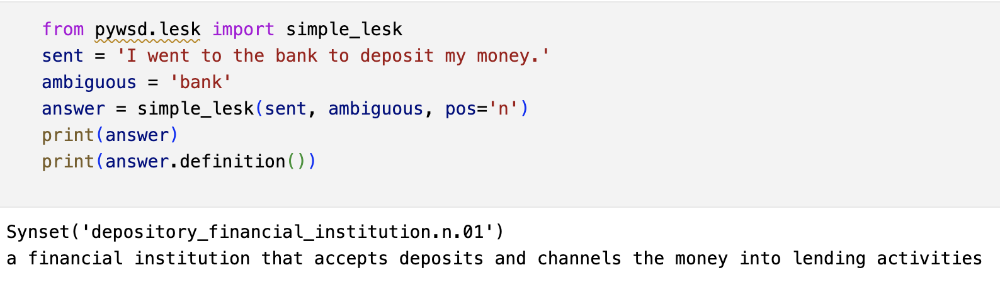 from pywsd.lesk import simple_lesk
sent = 'I went to the bank to deposit my money.'
ambiguous = 'bank'
answer = simple_lesk(sent, ambiguous, pos='n')
print(answer)
print(answer.definition())
Synset('depository_financial_institution.n.01')
a financial institution that accepts deposits and channels the money into lending activities